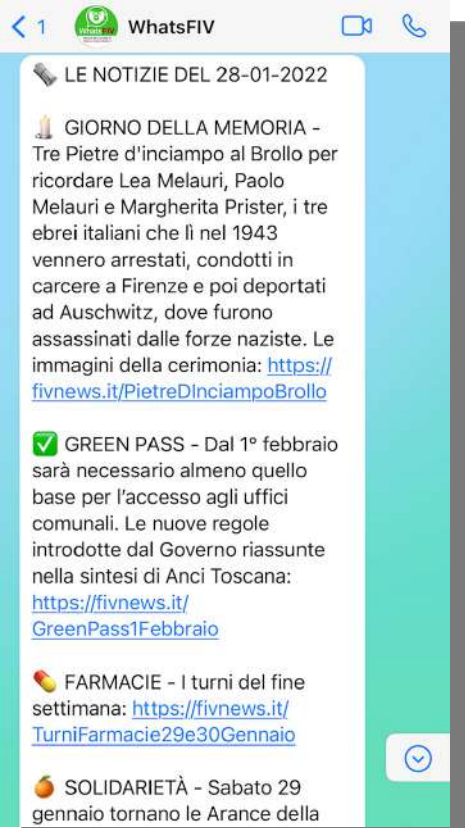 1 WhatsFIV
LE NOTIZIE DEL 28-01-2022
GIORNO DELLA MEMORIA -
Tre Pietre d'inciampo al Brollo per
ricordare Lea Melauri, Paolo
Melauri e Margherita Prister, i tre
ebrei italiani che lì nel 1943
vennero arrestati, condotti in
carcere a Firenze e poi deportati
ad Auschwitz, dove furono
assassinati dalle forze naziste. Le
immagini della cerimonia: https://
fivnews.it/PietreDInciampoBrollo
GREEN PASS - Dal 1° febbraio
sarà necessario almeno quello
base per l'accesso agli uffici
comunali. Le nuove regole
introdotte dal Governo riassunte
nella sintesi di Anci Toscana:
https://fivnews.it/
GreenPass1Febbraio
FARMACIE - I turni del fine
settimana: https://fivnews.it/
TurniFarmacie29e30Gennaio
SOLIDARIETÀ - Sabato 29
gennaio tornano le Arance della